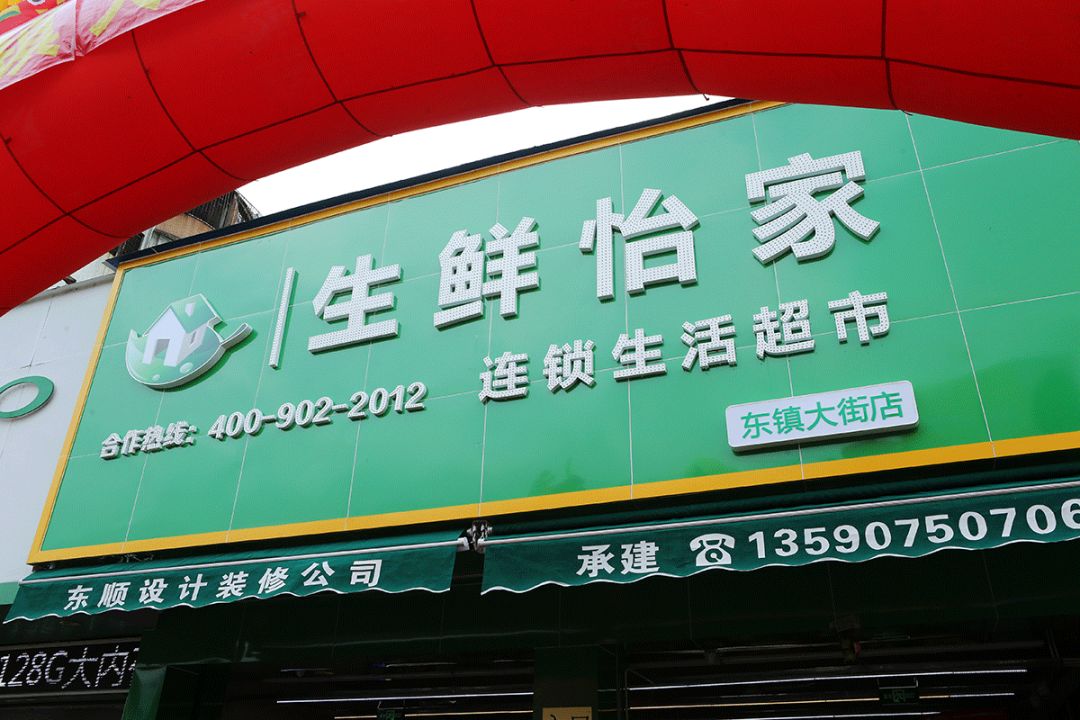 生鲜怡家
连锁生活超市
合作热线：400-902-2012
东镇大街店
东顺设计装修公司
承建 ☎13590750706
128G大内